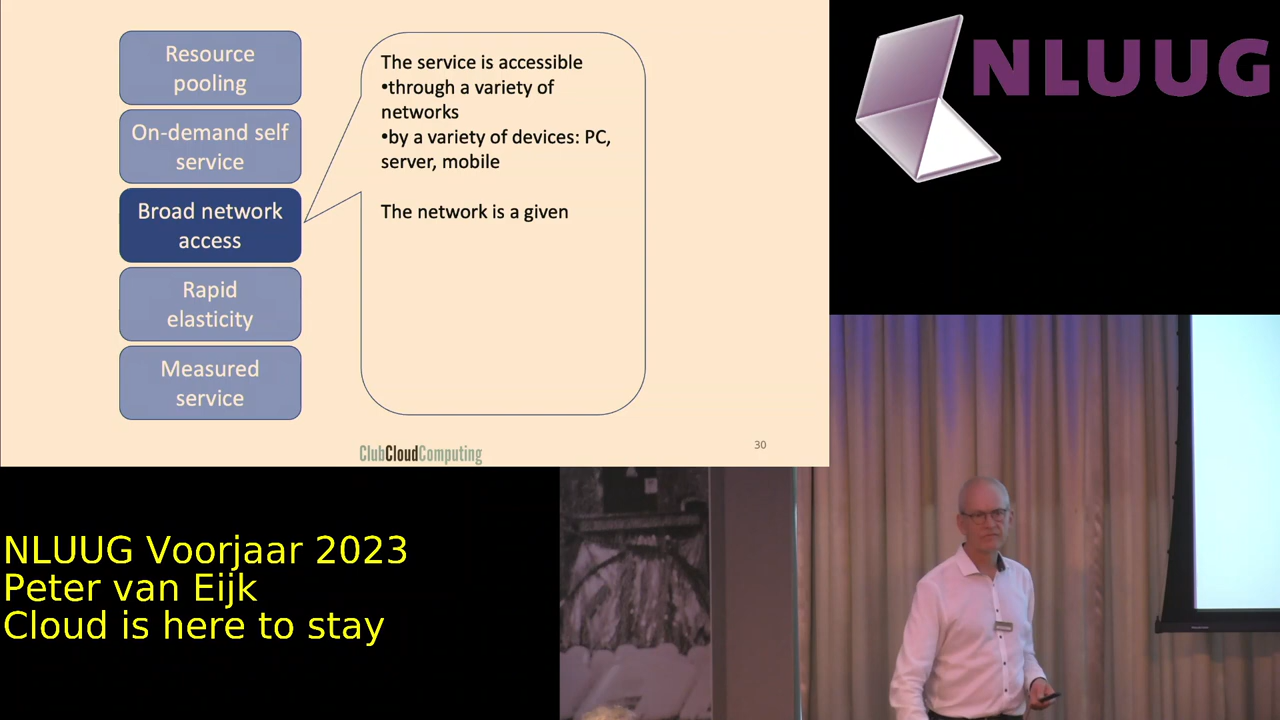 Resource
pooling
On-demand self
service
Broad network
access
Rapid
elasticity
Measured
service
The service is accessible
•through a variety of
networks
•by a variety of devices: PC,
server, mobile
The network is a given
ClubCloudComputing
30
NLUUG
NLUUG Voorjaar 2023
Peter van Eijk
Cloud is here to stay